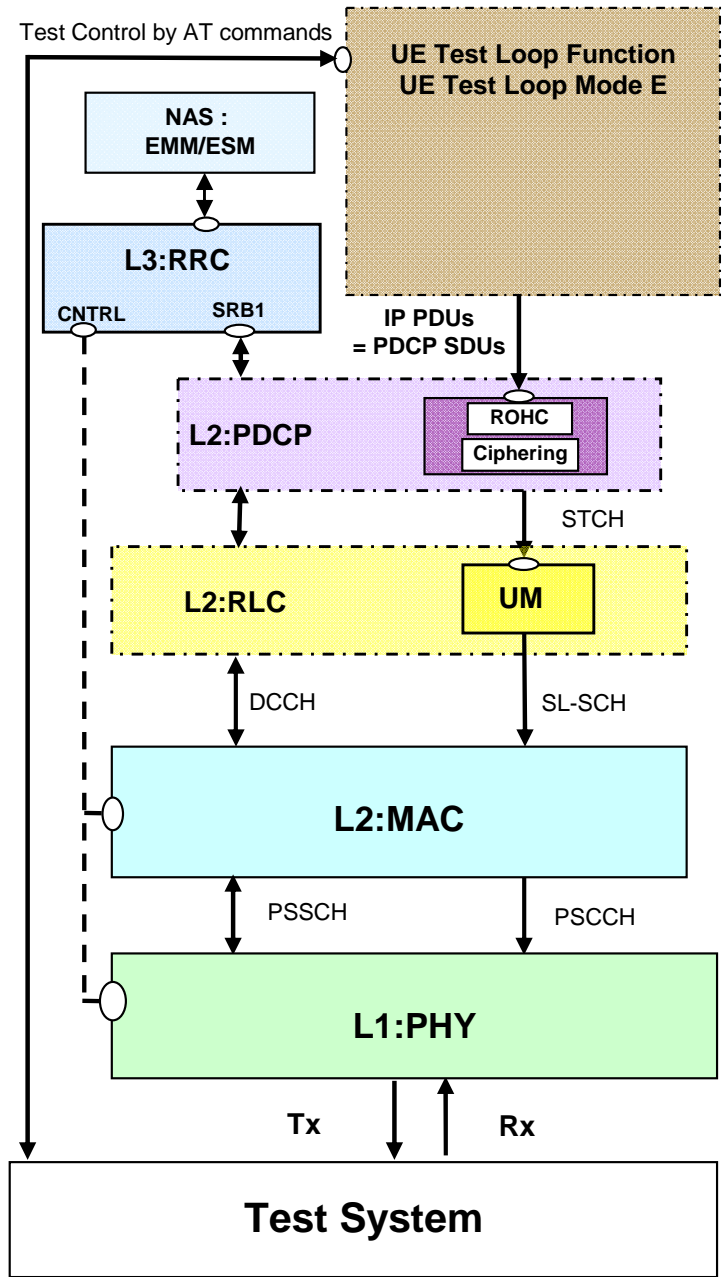 Test Control by AT commands
UE Test Loop Function
UE Test Loop Mode E
NAS :
EMM/ESM
L3:RRC
CNTRL
SRB1
IP PDUs
= PDCP SDUs
L2:PDCP
ROHC
Ciphering
STCH
L2:RLC
UM
DCCH
SL-SCH
L2:MAC
PSSCH
PSCCH
L1:PHY
Tx
Rx
Test System